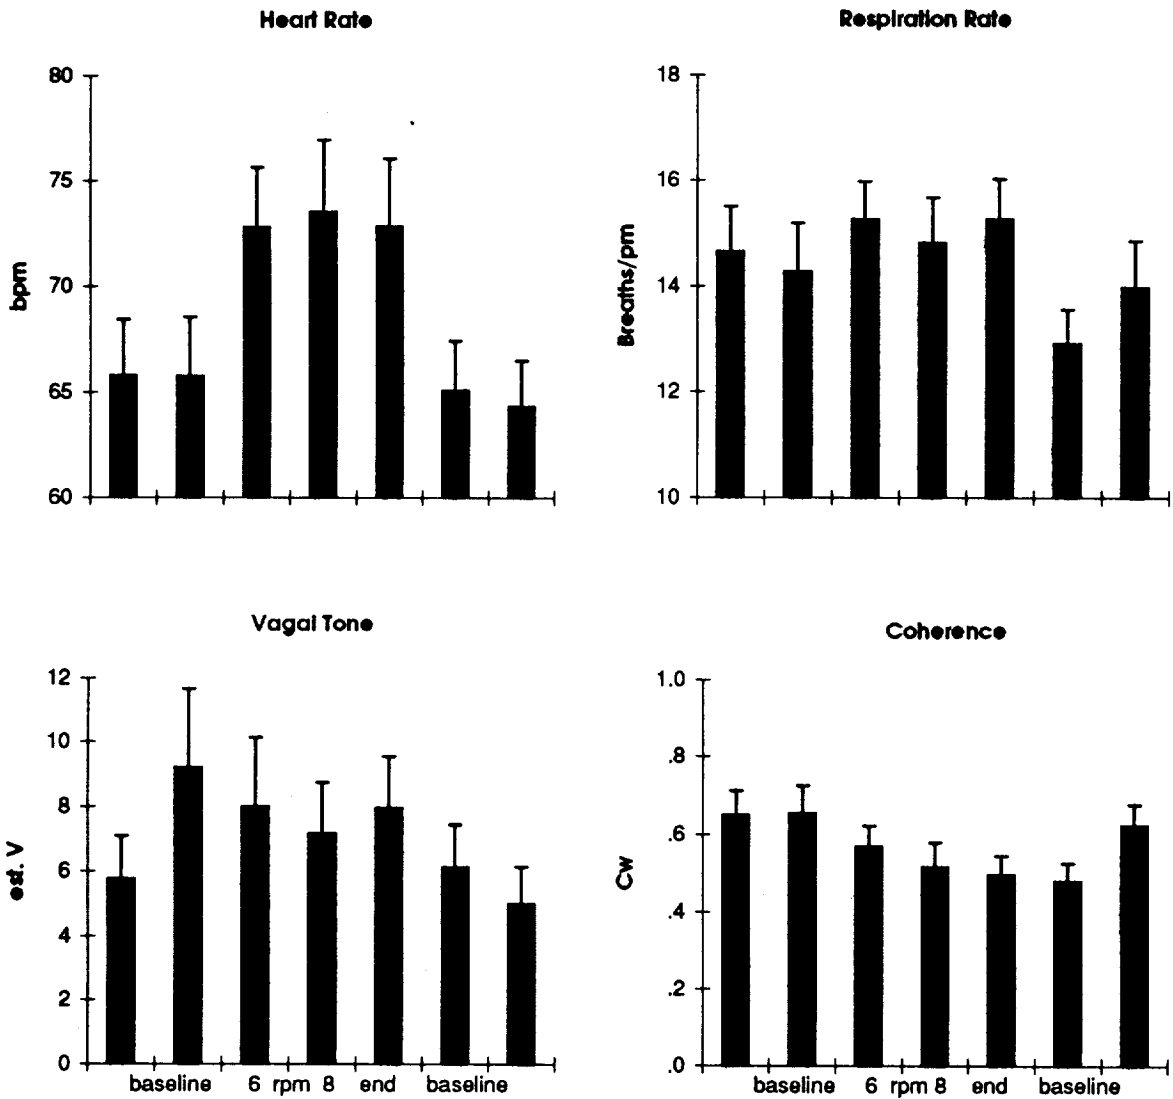 Heart Rate
80
75
70
65
60
bpm
Respiration Rate
18
16
14
12
10
Breaths/pm
Vagal Tone
12
10
8
6
4
2
0
est. V
baseline 6 rpm 8 end baseline
Coherence
1.0
.8
.6
.4
.2
.0
Cw
baseline 6 rpm 8 end baseline